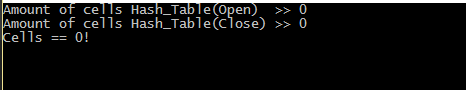 Amount of cells Hash_Table(Open)  >> 0
Amount of cells Hash_Table(Close) >> 0
Cells == 0!